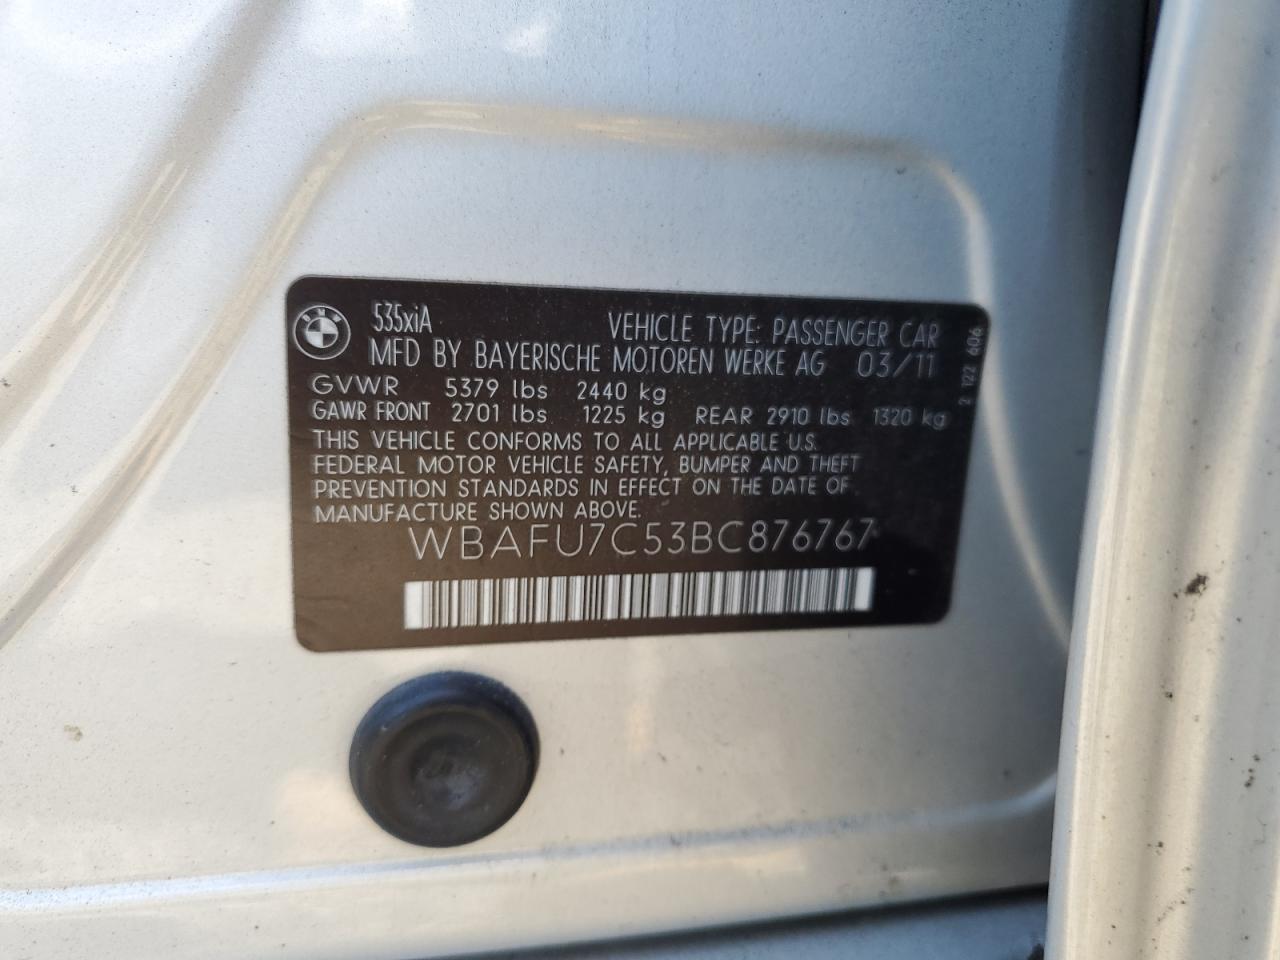 BMW
535xiA VEHICLE TYPE: PASSENGER CAR
MFD BY BAYERISCHE MOTOREN WERKE AG 03/11
GVWR 5379 lbs 2440 kg
GAWR FRONT 2701 lbs 1225 kg REAR 2910 lbs 1320 kg
THIS VEHICLE CONFORMS TO ALL APPLICABLE U.S.
FEDERAL MOTOR VEHICLE SAFETY, BUMPER AND THEFT
PREVENTION STANDARDS IN EFFECT ON THE DATE OF
MANUFACTURE SHOWN ABOVE.
WBAFU7C53BC876767
2 122 606